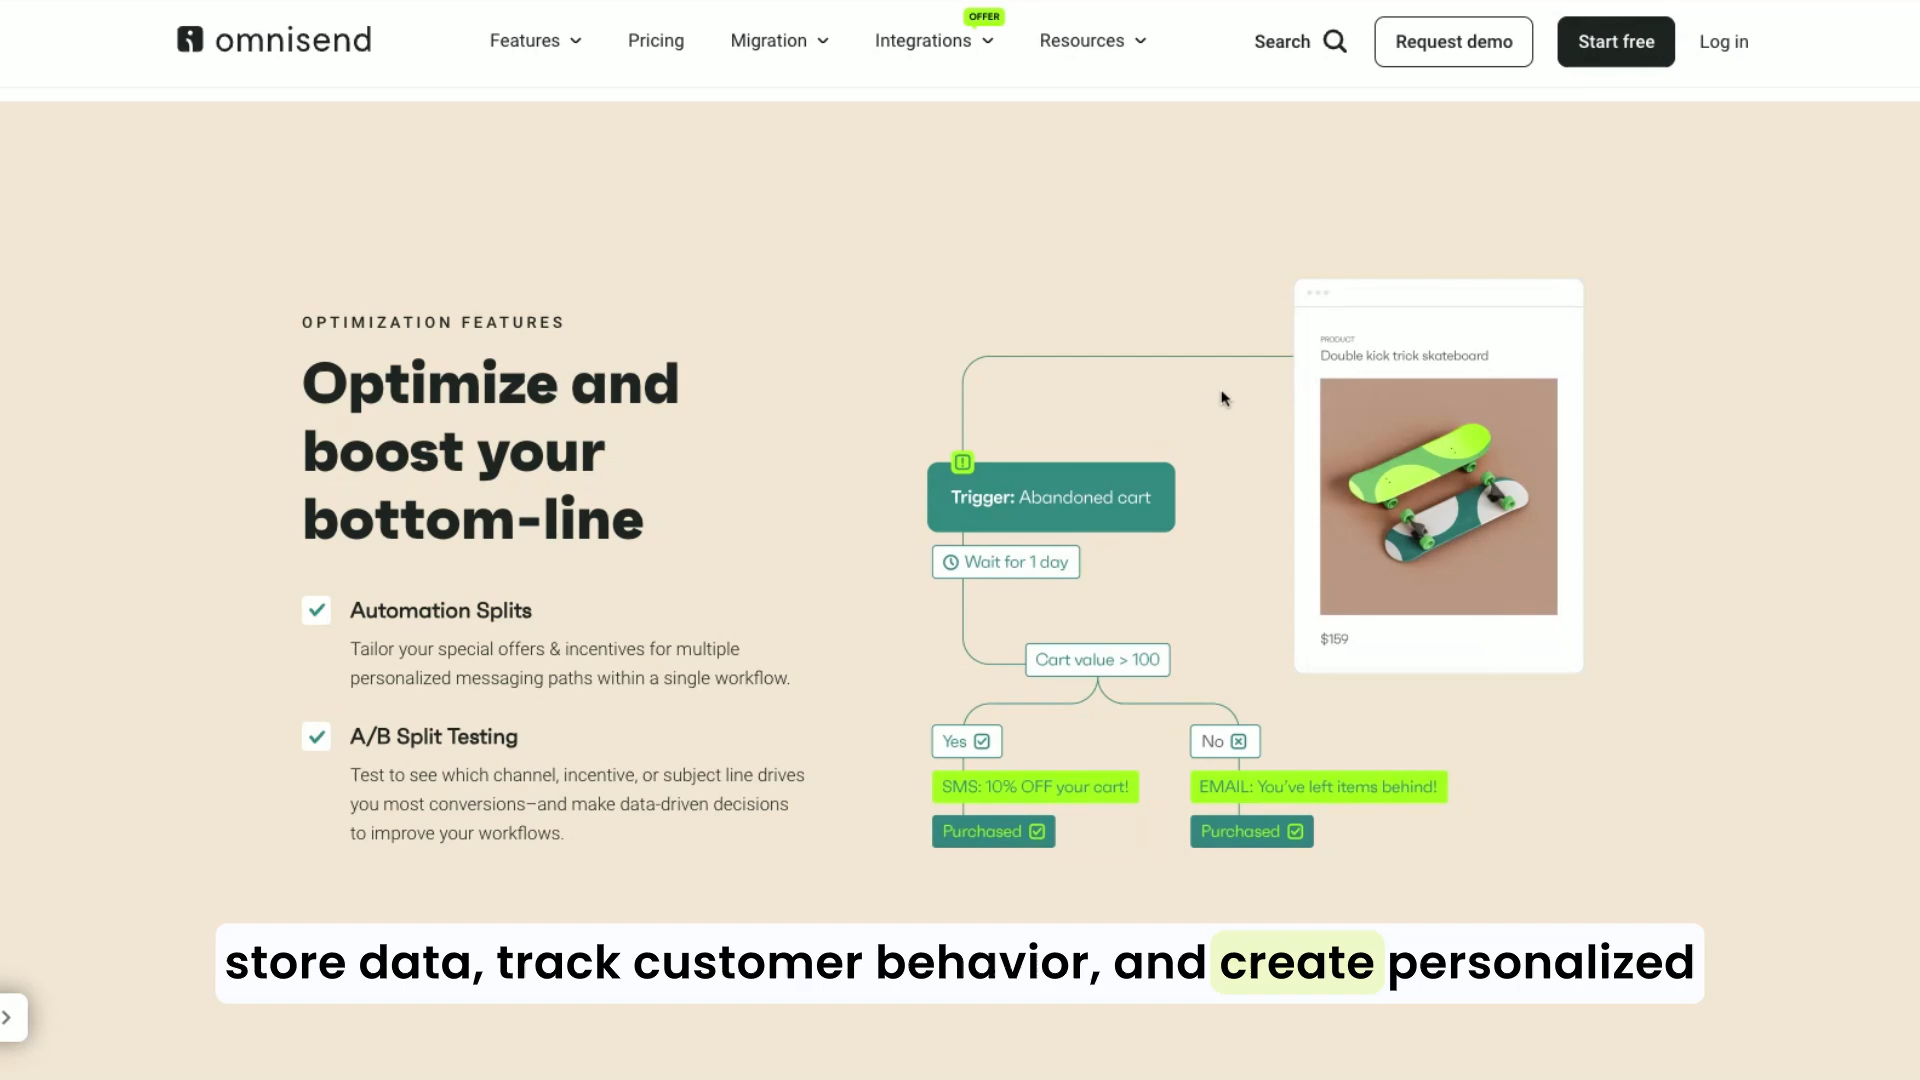 omnisend
Features
Pricing
Migration
OFFER
Integrations
Resources
Search
Request demo
Start free
Log in
OPTIMIZATION FEATURES
Optimize and
boost your
bottom-line
Automation Splits
Tailor your special offers & incentives for multiple
personalized messaging paths within a single workflow.
A/B Split Testing
Test to see which channel, incentive, or subject line drives
you most conversions–and make data-driven decisions
to improve your workflows.
PRODUCT
Double kick trick skateboard
$159
Trigger: Abandoned cart
Wait for 1 day
Cart value > 100
Yes
No
SMS: 10% OFF your cart!
EMAIL: You've left items behind!
Purchased
Purchased
store data, track customer behavior, and create personalized